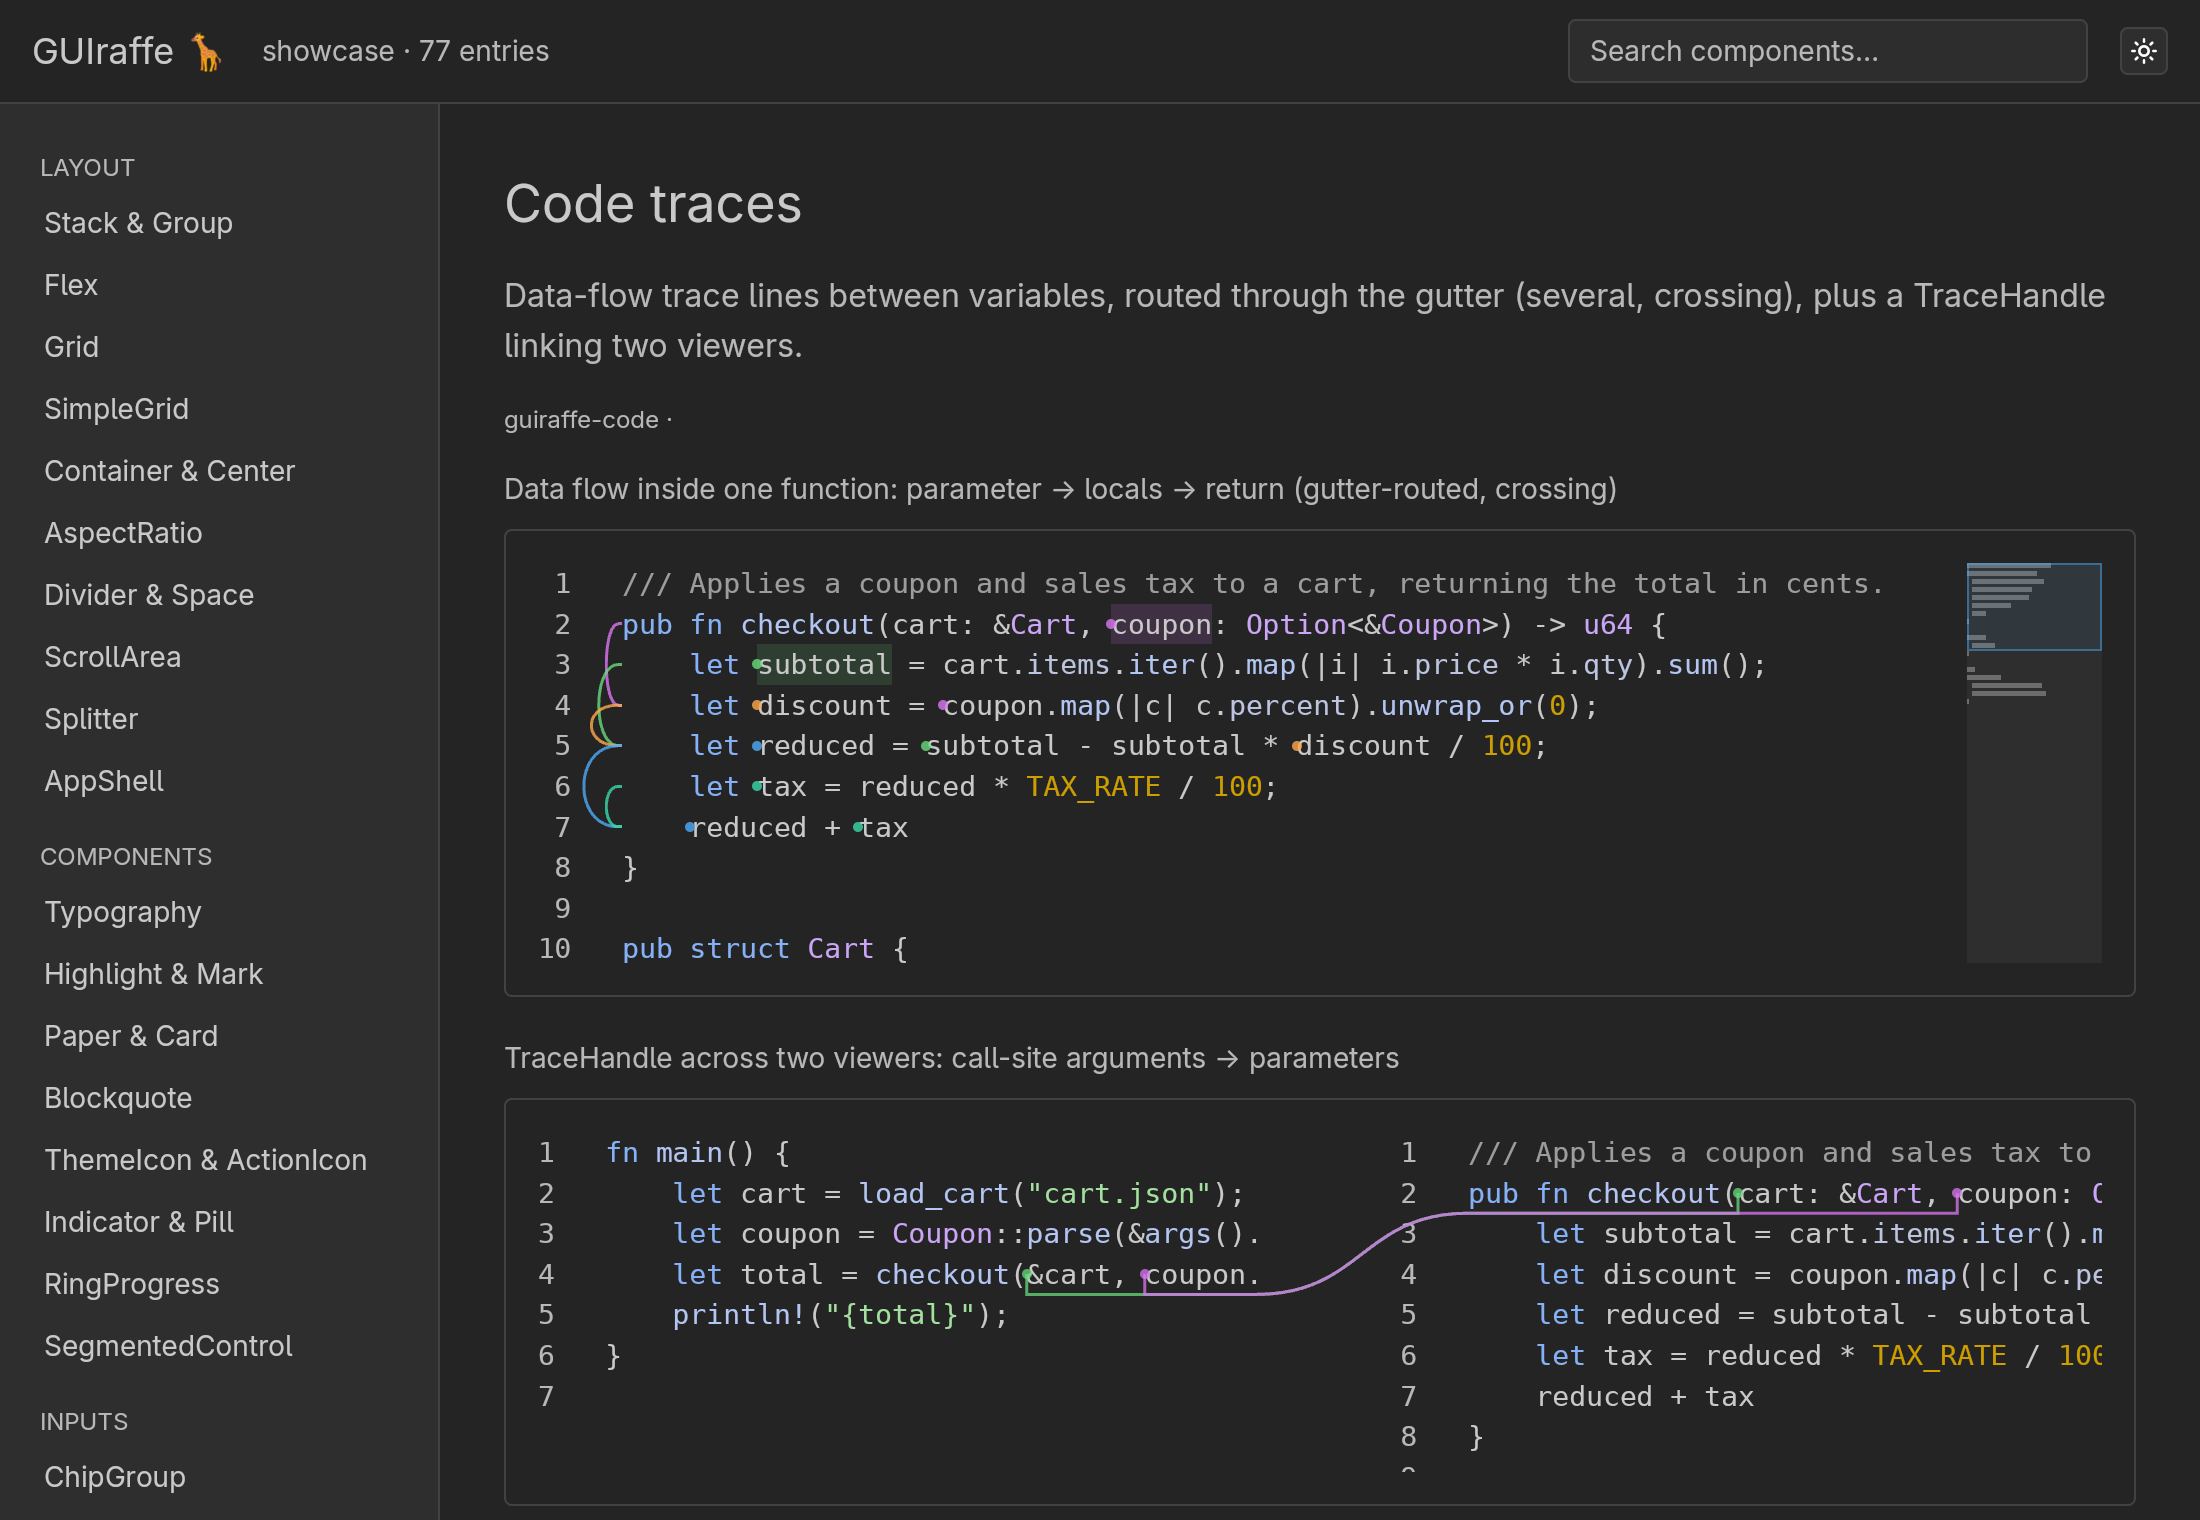 GUIraffe 🦒 showcase · 77 entries
Search components...
LAYOUT
Stack & Group
Flex
Grid
SimpleGrid
Container & Center
AspectRatio
Divider & Space
ScrollArea
Splitter
AppShell
COMPONENTS
Typography
Highlight & Mark
Paper & Card
Blockquote
ThemeIcon & ActionIcon
Indicator & Pill
RingProgress
SegmentedControl
INPUTS
ChipGroup
Code traces
Data-flow trace lines between variables, routed through the gutter (several, crossing), plus a TraceHandle
linking two viewers.
guiraffe-code ·
Data flow inside one function: parameter → locals → return (gutter-routed, crossing)
1 /// Applies a coupon and sales tax to a cart, returning the total in cents.
2 pub fn checkout(cart: &Cart, coupon: Option<&Coupon>) -> u64 {
3     let subtotal = cart.items.iter().map(|i| i.price * i.qty).sum();
4     let discount = coupon.map(|c| c.percent).unwrap_or(0);
5     let reduced = subtotal - subtotal * discount / 100;
6     let tax = reduced * TAX_RATE / 100;
7     reduced + tax
8 }
9
10 pub struct Cart {
TraceHandle across two viewers: call-site arguments → parameters
1 fn main() {
2     let cart = load_cart("cart.json");
3     let coupon = Coupon::parse(&args().
4     let total = checkout(&cart, coupon.
5     println!("{total}");
6 }
7
1 /// Applies a coupon and sales tax to
2 pub fn checkout(cart: &Cart, coupon: O
3     let subtotal = cart.items.iter().m
4     let discount = coupon.map(|c| c.pe
5     let reduced = subtotal - subtotal
6     let tax = reduced * TAX_RATE / 100
7     reduced + tax
8 }